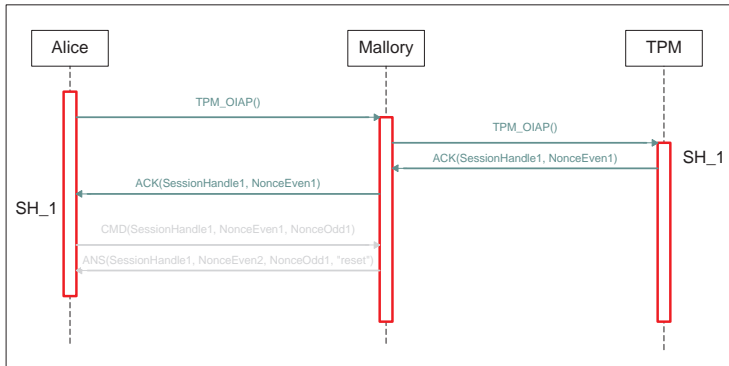 Alice
Mallory
TPM
TPM_OIAP()
TPM_OIAP()
ACK(SessionHandle1, NonceEven1)
SH_1
ACK(SessionHandle1, NonceEven1)
SH_1
CMD(SessionHandle1, NonceEven1, NonceOdd1)
ANS(SessionHandle1, NonceEven2, NonceOdd1, "reset")